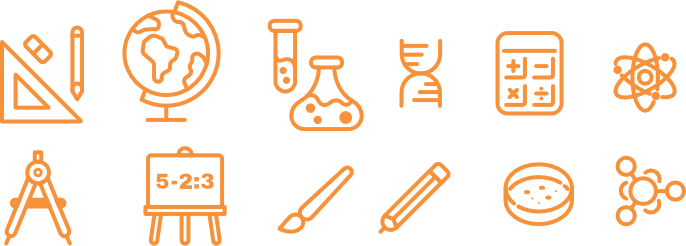 + -
× ÷
5-2:3